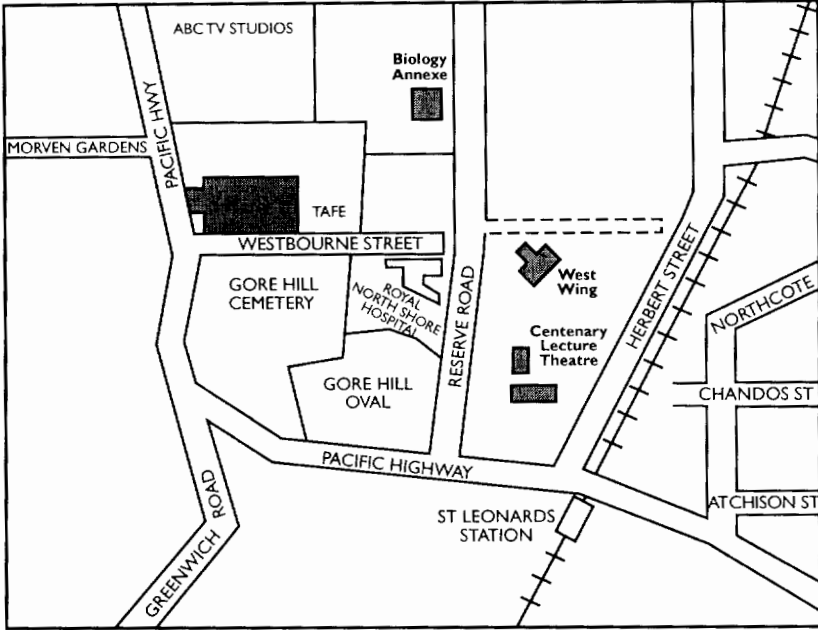 ABC TV STUDIOS
Biology
Annexe
PACIFIC HWY
MORVEN GARDENS
TAFE
WESTBOURNE STREET
GORE HILL
CEMETERY
ROYAL
NORTH SHORE
HOSPITAL
RESERVE ROAD
West
Wing
HERBERT STREET
NORTHCOTE
Centenary
Lecture
Theatre
GORE HILL
OVAL
CHANDOS ST
PACIFIC HIGHWAY
GREENWICH ROAD
ST LEONARDS
STATION
ATCHISON ST